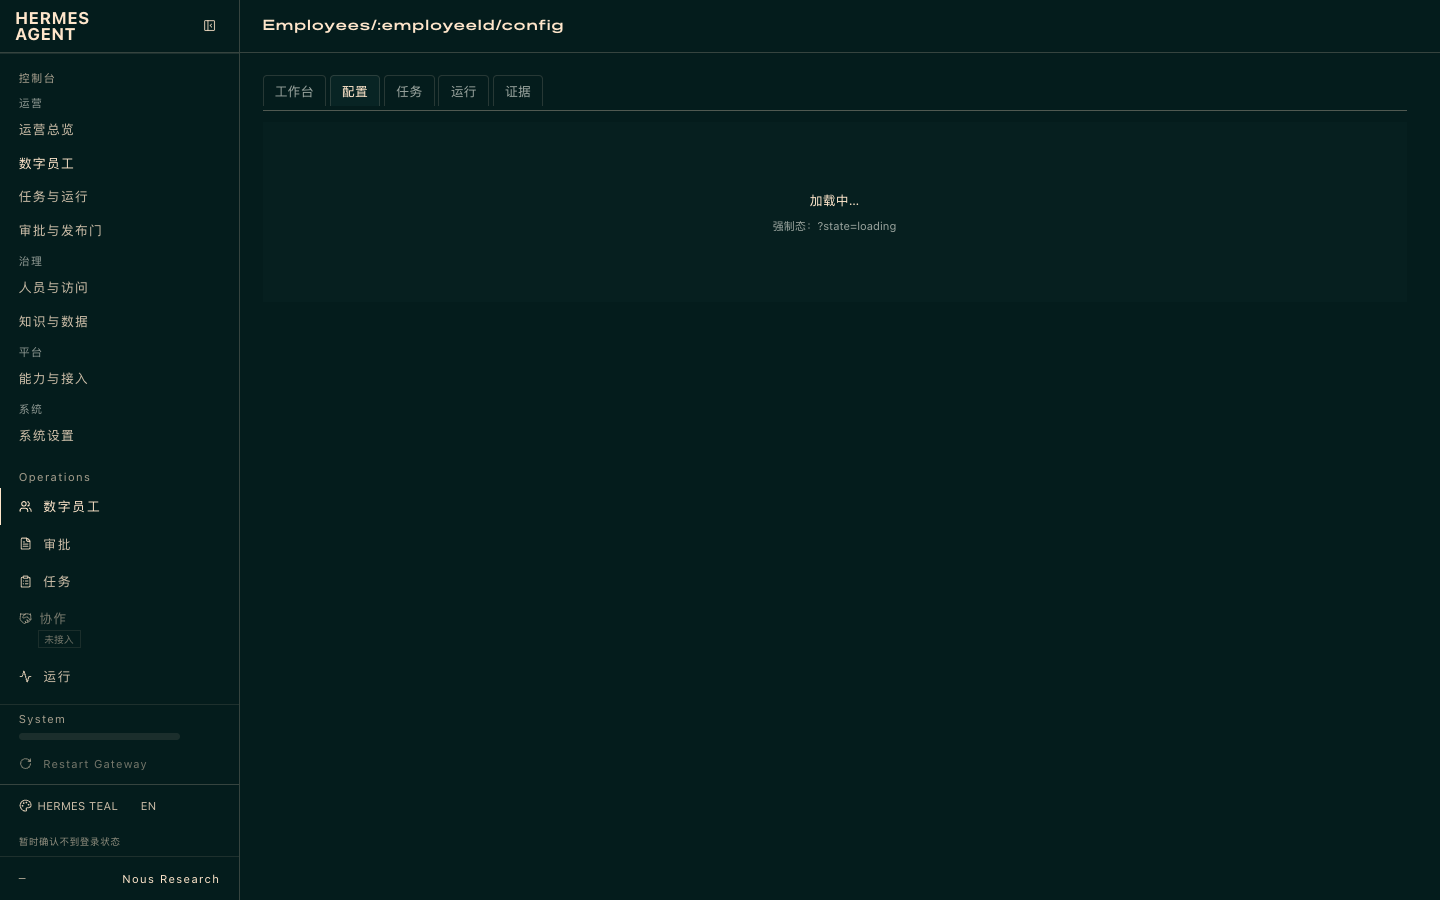 HERMES
AGENT
Employees/:employeeId/config
控制台
运营
运营总览
数字员工
任务与运行
审批与发布门
治理
人员与访问
知识与数据
平台
能力与接入
系统
系统设置
Operations
数字员工
审批
任务
协作
未接入
运行
System
Restart Gateway
HERMES TEAL EN
暂时确认不到登录状态
– Nous Research
工作台 配置 任务 运行 证据
加载中...
强制态：?state=loading